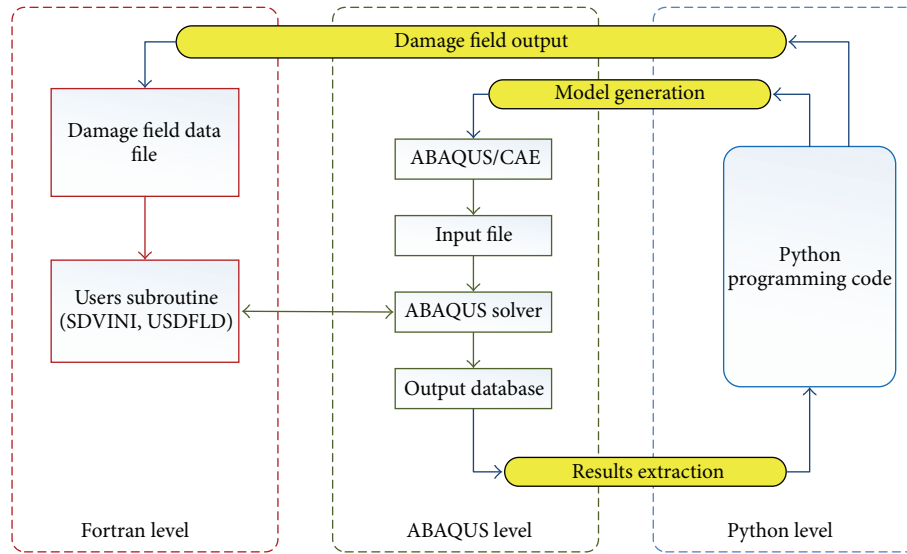 Damage field output
Model generation
Damage field data
file
ABAQUS/CAE
Input file
Python
programming code
Users subroutine
(SDVINI, USDFLD)
ABAQUS solver
Output database
Results extraction
Fortran level
ABAQUS level
Python level